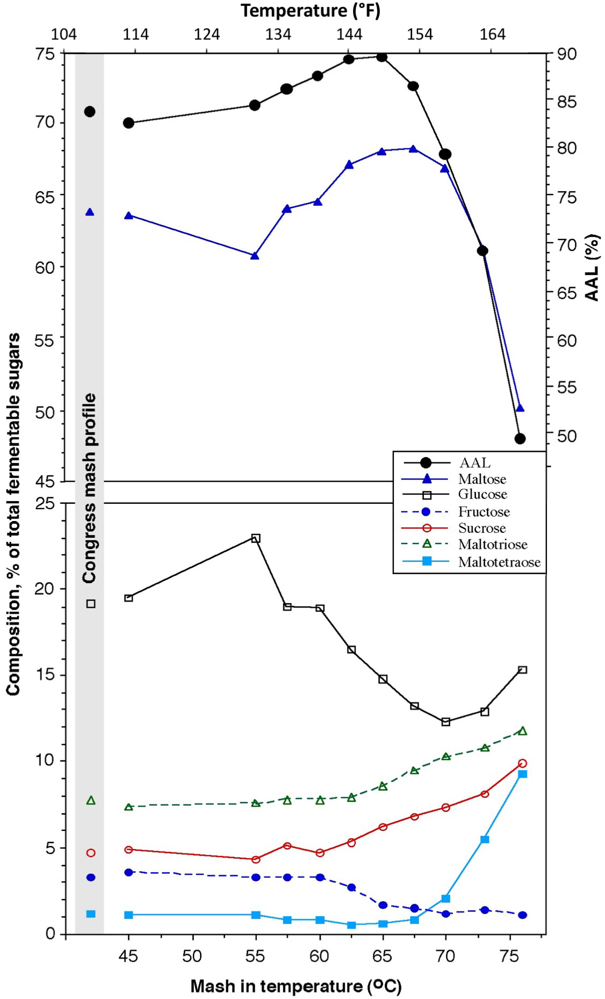 Temperature (°F)
104 114 124 134 144 154 164
75
70
65
60
55
50
45
25
20
15
10
5
0
90
85
80
75
70
65
60
55
50
AAL (%)
Composition, % of total fermentable sugars
Congress mash profile
AAL
Maltose
Glucose
Fructose
Sucrose
Maltotriose
Maltotetraose
45 50 55 60 65 70 75
Mash in temperature (ºC)